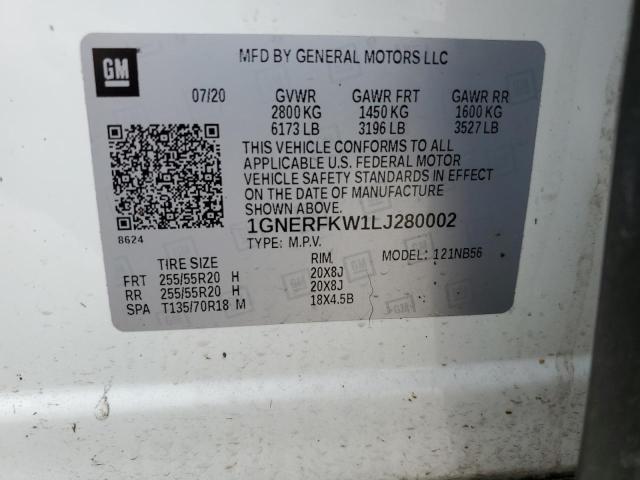 GM
MFD BY GENERAL MOTORS LLC
07/20 GVWR GAWR FRT GAWR RR
2800 KG 1450 KG 1600 KG
6173 LB 3196 LB 3527 LB
THIS VEHICLE CONFORMS TO ALL
APPLICABLE U.S. FEDERAL MOTOR
VEHICLE SAFETY STANDARDS IN EFFECT
ON THE DATE OF MANUFACTURE
SHOWN ABOVE.
8624
1GNERFKW1LJ280002
TYPE: M.P.V. MODEL: 121NB56
TIRE SIZE RIM
FRT 255/55R20 H 20X8J
RR 255/55R20 H 20X8J
SPA T135/70R18 M 18X4.5B
GM